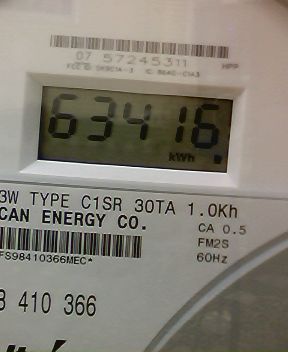 07 57245311
HPP
63416
kWh
3W TYPE C1SR 30TA 1.0Kh
CAN ENERGY CO.
CA 0.5
FM2S
60Hz
FS98410366MEC*
410 366